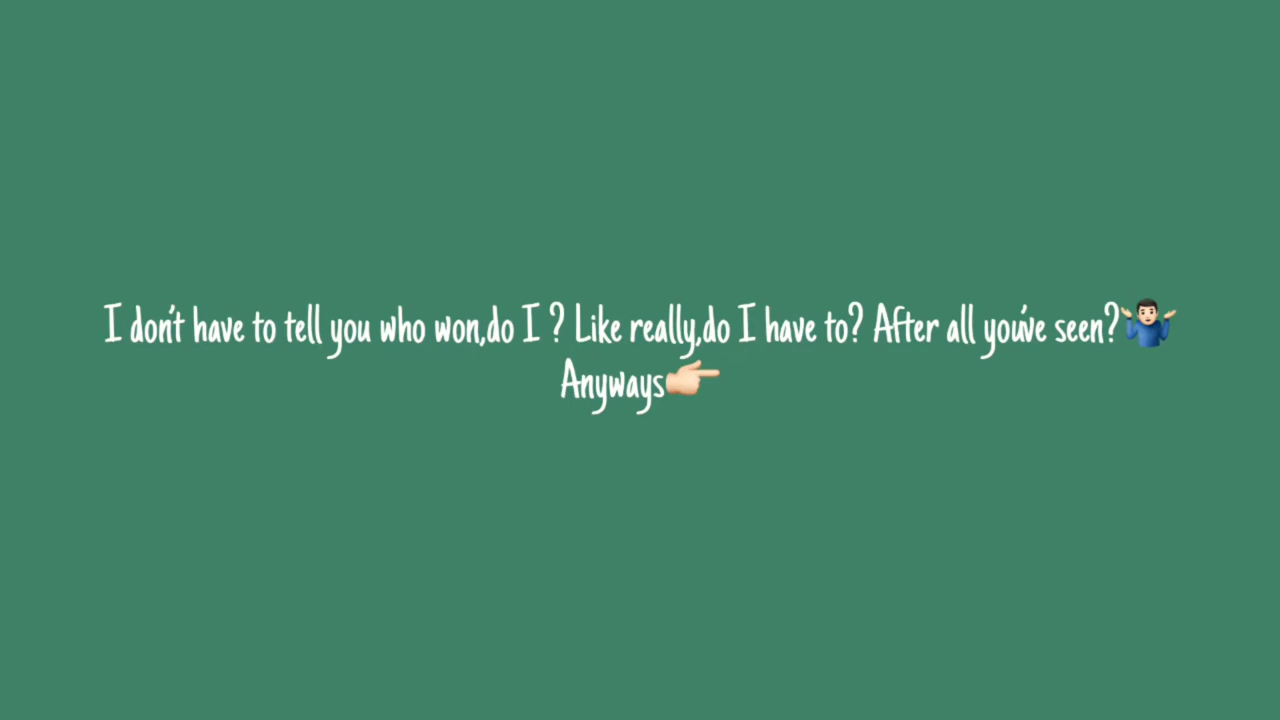 I don't have to tell you who won,do I ? Like really,do I have to? After all you've seen?🤷🏻‍♂️
Anyways👉🏻